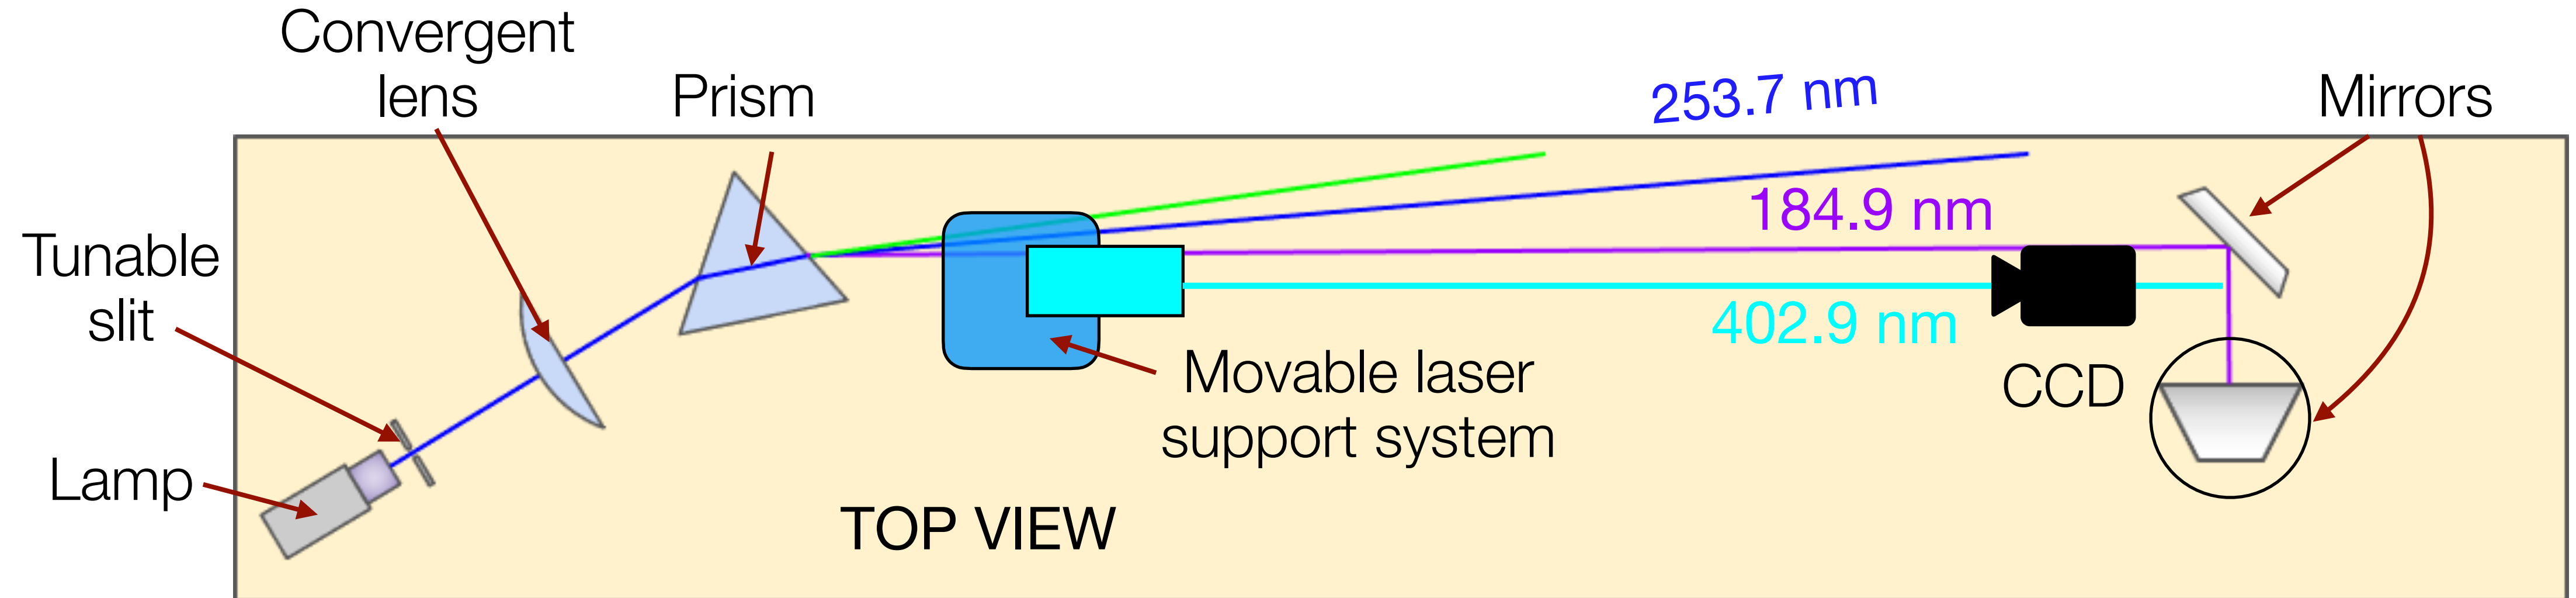 Convergent
lens
Prism
253.7 nm
Mirrors
184.9 nm
Tunable
slit
402.9 nm
Movable laser
support system
CCD
Lamp
TOP VIEW